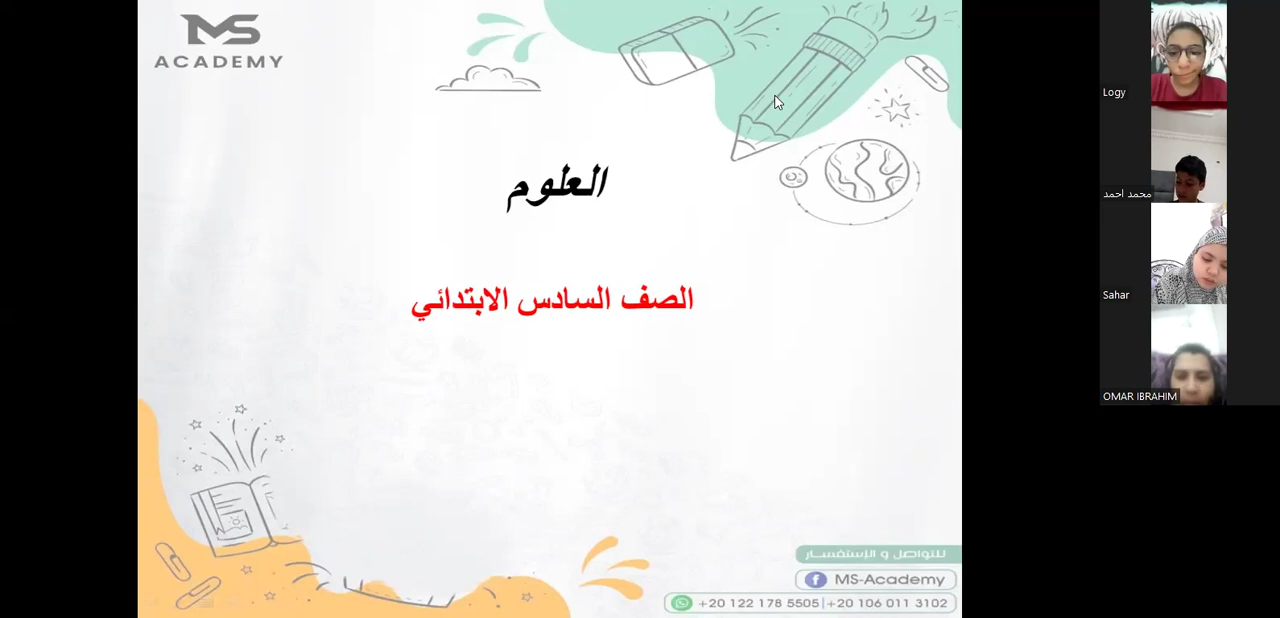 MS
ACADEMY
العلوم
الصف السادس الابتدائي
للتواصل و الإستفسار
MS-Academy
+20 122 178 5505 | +20 106 011 3102
Logy
محمد احمد
Sahar
OMAR IBRAHIM